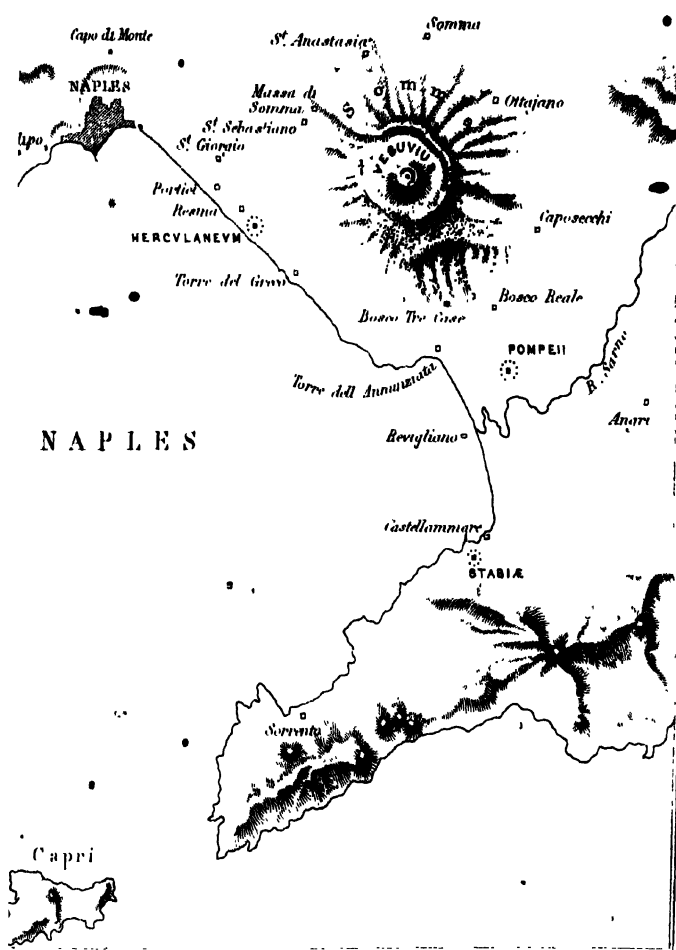 Capo di Monte
Somma
St. Anastasia
NAPLES
Massa di
Somma
Somma
Ottajano
St. Sebastiano
St. Giorgio
VESUVIUS
Portici
Resina
HERCVLANEVM
Caposecchi
Torre del Greco
Bosco Reale
Bosco Tre Case
POMPEII
Torre dell Annunziata
R. Sarno
NAPLES
Revigliano
Angri
Castellammare
STABIÆ
Sorrento
Capri